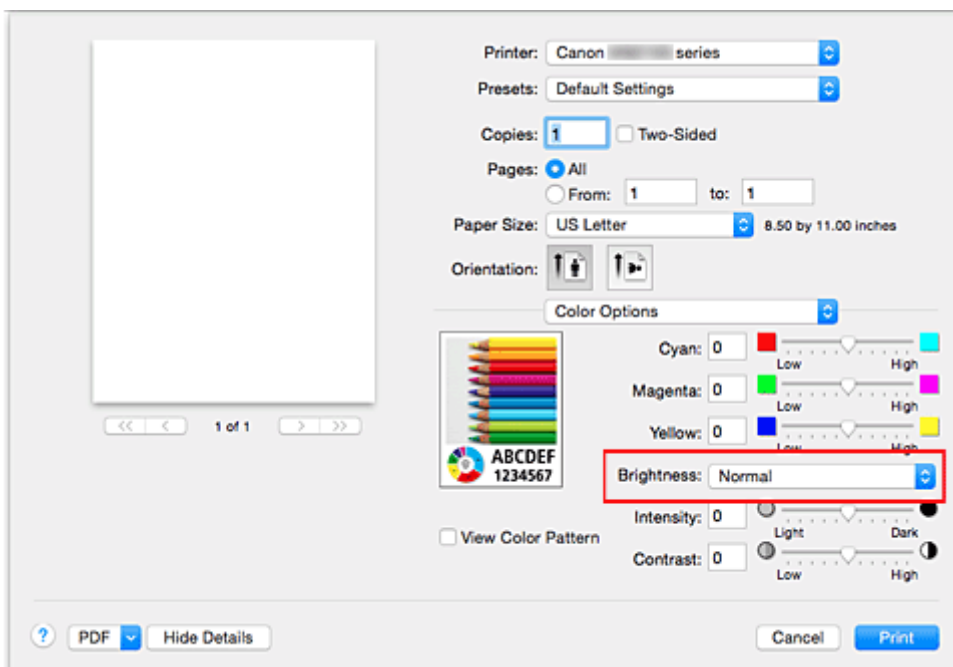 Printer: Canon series
Presets: Default Settings
Copies: 1 Two-Sided
Pages: All
From: 1 to: 1
Paper Size: US Letter 8.50 by 11.00 inches
Orientation:
Color Options
Cyan: 0
Low High
Magenta: 0
Low High
Yellow: 0
Low High
ABCDEF
1234567
Brightness: Normal
Intensity: 0
Light Dark
View Color Pattern
Contrast: 0
Low High
<< < 1 of 1 > >>
? PDF Hide Details Cancel Print